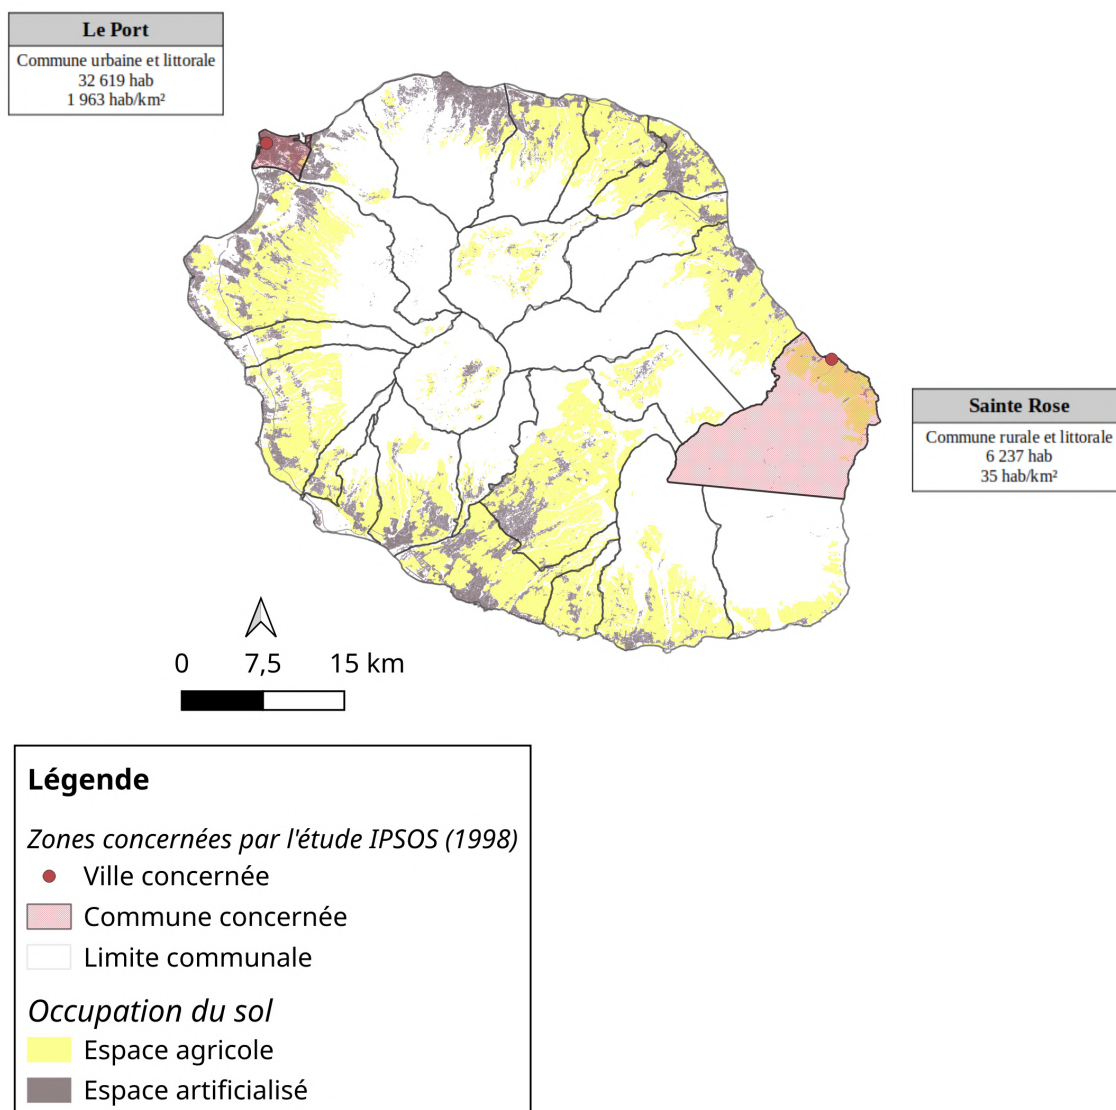 Le Port
Commune urbaine et littorale
32 619 hab
1 963 hab/km²
Sainte Rose
Commune rurale et littorale
6 237 hab
35 hab/km²
0 7,5 15 km
Légende
Zones concernées par l'étude IPSOS (1998)
Ville concernée
Commune concernée
Limite communale
Occupation du sol
Espace agricole
Espace artificialisé